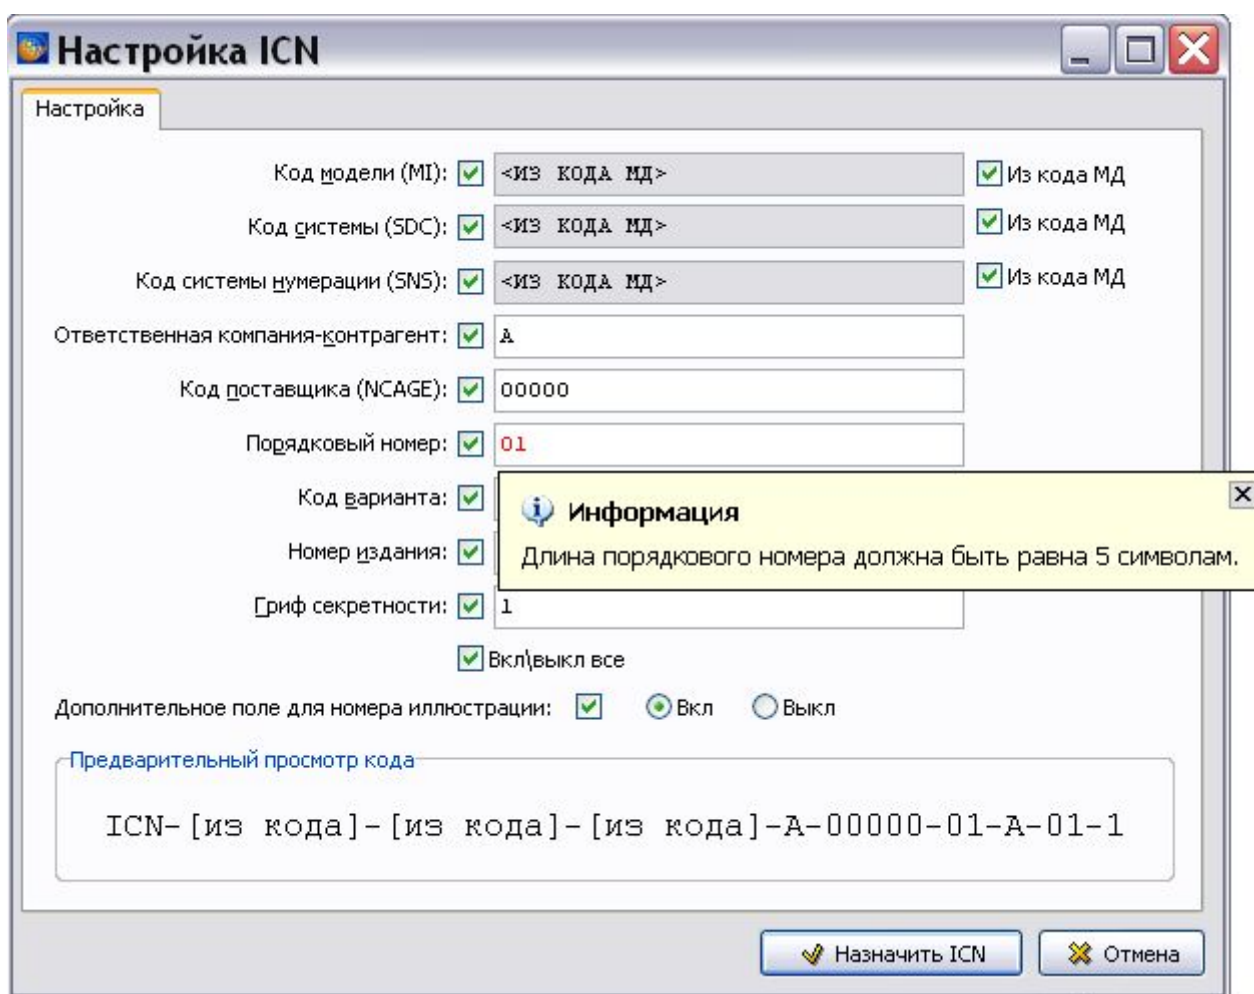 Настройка ICN
Настройка
Код модели (MI): <ИЗ КОДА МД> Из кода МД
Код системы (SDC): <ИЗ КОДА МД> Из кода МД
Код системы нумерации (SNS): <ИЗ КОДА МД> Из кода МД
Ответственная компания-контрагент: A
Код поставщика (NCAGE): 00000
Порядковый номер: 01
Код варианта:
Информация
Номер издания:
Длина порядкового номера должна быть равна 5 символам.
Гриф секретности: 1
Вкл\выкл все
Дополнительное поле для номера иллюстрации: Вкл Выкл
Предварительный просмотр кода
ICN-[из кода]-[из кода]-[из кода]-A-00000-01-A-01-1
Назначить ICN Отмена